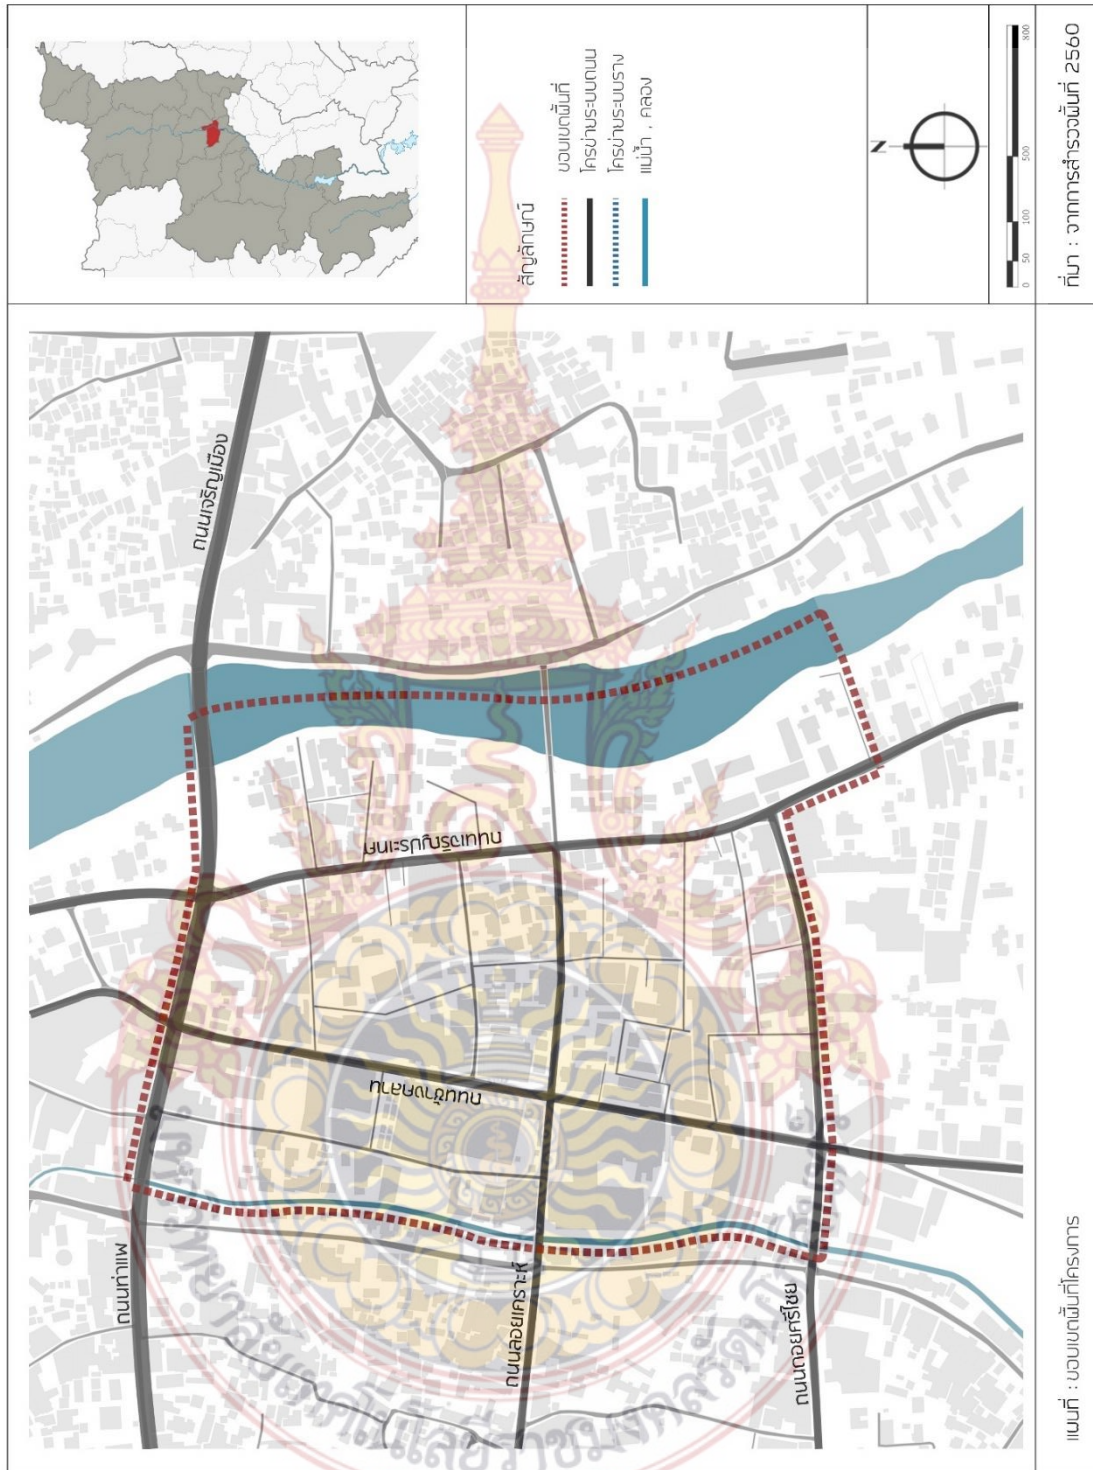 สัญลักษณ์
ขอบเขตพื้นที่
โครงข่ายระบบถนน
โครงข่ายระบบราง
แม่น้ำ , คลอง
N
0 50 100 500 800
ที่มา : จากการสำรวจพื้นที่ 2560
ถนนเจริญเมือง
ถนนเจริญประเทศ
ถนนช้างคลาน
ถนนท่าแพ
ถนนลอยเคราะห์
ถนนดอยศรีไชย
แผนที่ : ขอบเขตพื้นที่โครงการ